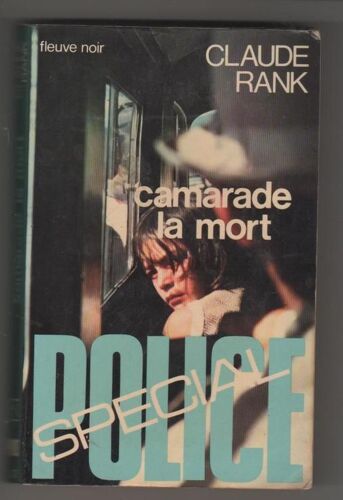 fleuve noir
CLAUDE
RANK
camarade
la mort
SPECIAL
POLICE